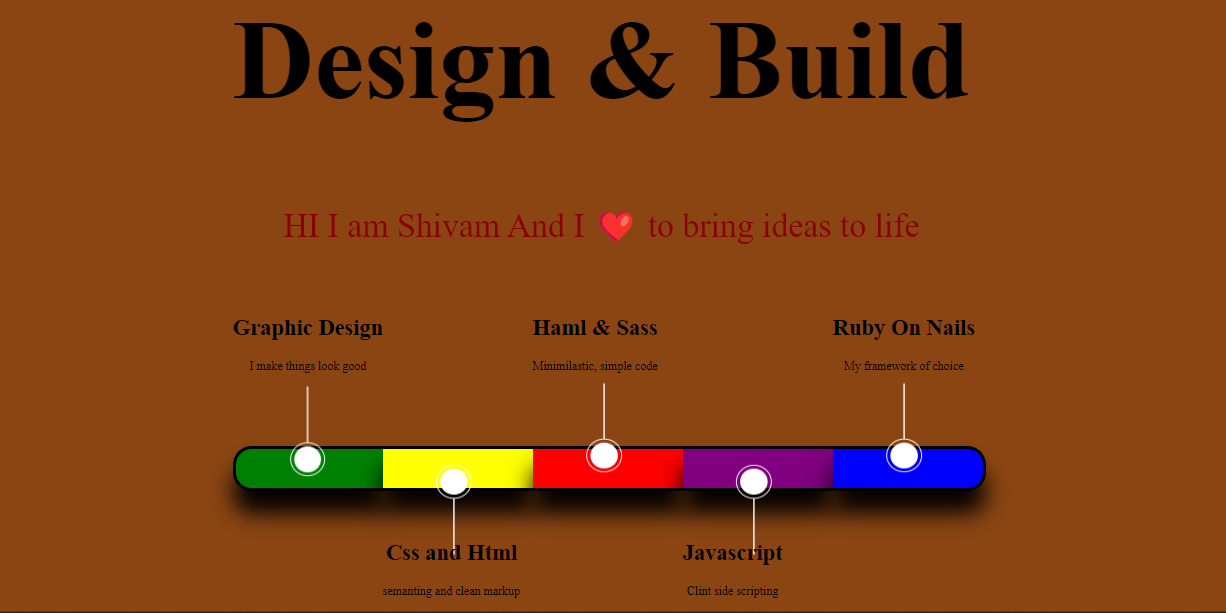 Design & Build
HI I am Shivam And I ❤️ to bring ideas to life
Graphic Design
I make things look good
Haml & Sass
Minimilastic, simple code
Ruby On Nails
My framework of choice
Css and Html
semanting and clean markup
Javascript
Clint side scripting